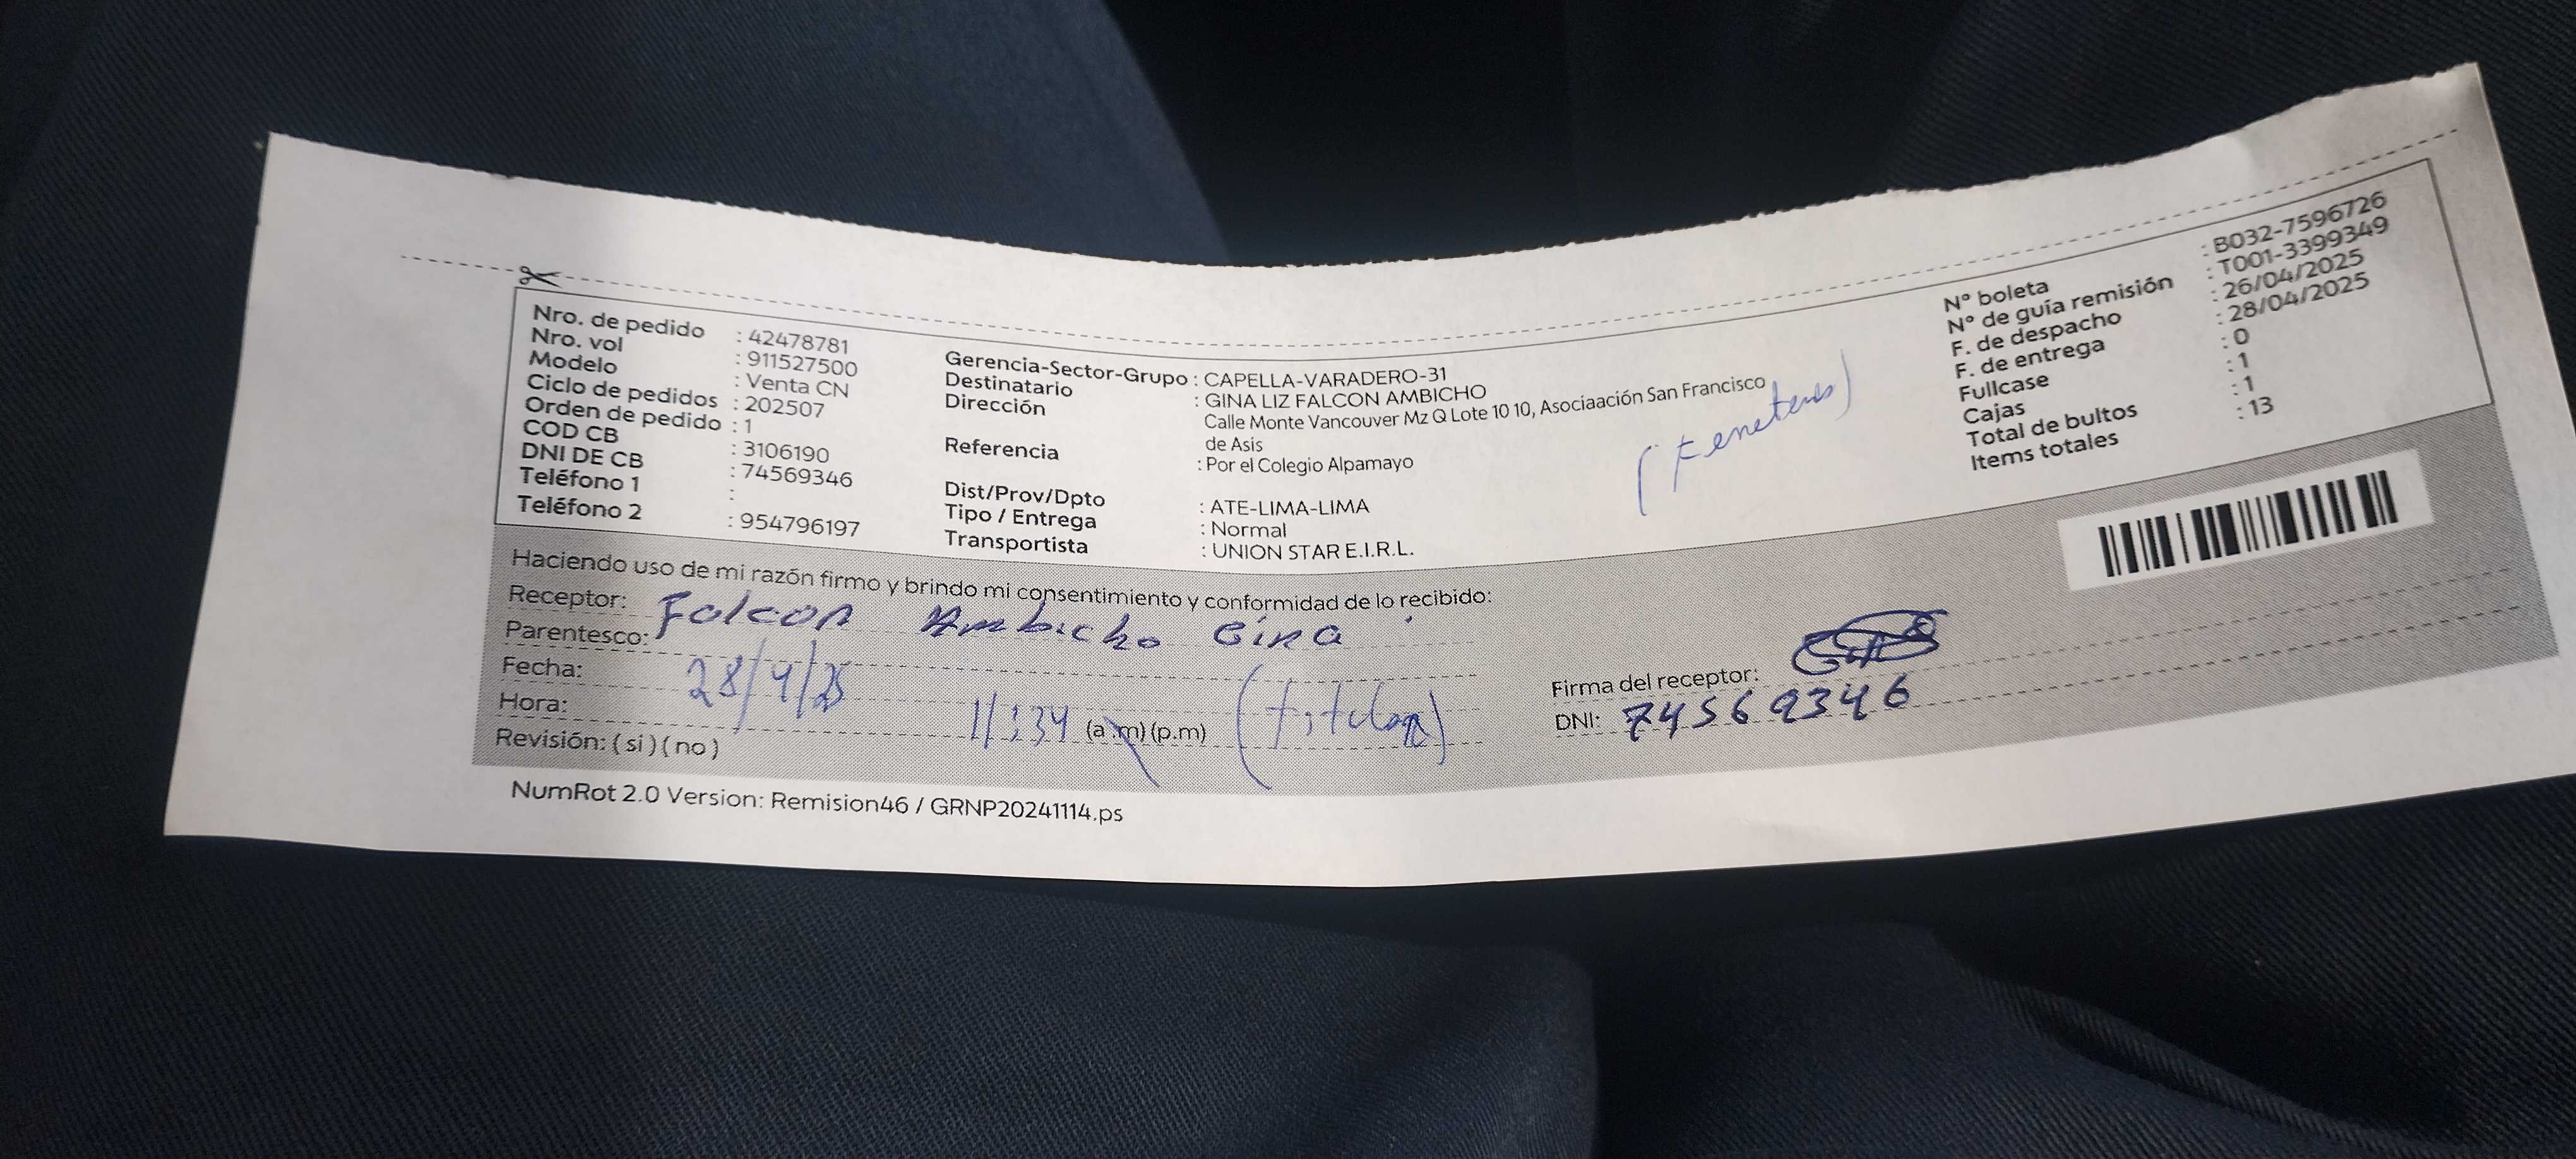 Nro. de pedido : 42478781
Nro. vol : 911527500
Modelo : Venta CN
Ciclo de pedidos : 202507
Orden de pedido : 1
COD CB : 3106190
DNI DE CB : 74569346
Teléfono 1 :
Teléfono 2 : 954796197
Gerencia-Sector-Grupo : CAPELLA-VARADERO-31
Destinatario : GINA LIZ FALCON AMBICHO
Dirección Calle Monte Vancouver Mz Q Lote 10 10, Asociaación San Francisco
de Asis
Referencia : Por el Colegio Alpamayo
Dist/Prov/Dpto : ATE-LIMA-LIMA
Tipo / Entrega : Normal
Transportista : UNION STAR E.I.R.L.
N° boleta : B032-7596726
N° de guía remisión : T001-3399349
F. de despacho : 26/04/2025
F. de entrega : 28/04/2025
Fullcase : 0
Cajas : 1
Total de bultos : 1
Items totales : 13
Haciendo uso de mi razón firmo y brindo mi consentimiento y conformidad de lo recibido:
Receptor: Falcon Ambicho Gina
Parentesco:
Fecha: 28/4/25
Hora: 11:34 (a.m) (p.m) (titular)
Revisión: ( si ) ( no )
Firma del receptor:
DNI: 74569346
NumRot 2.0 Version: Remision46 / GRNP20241114.ps